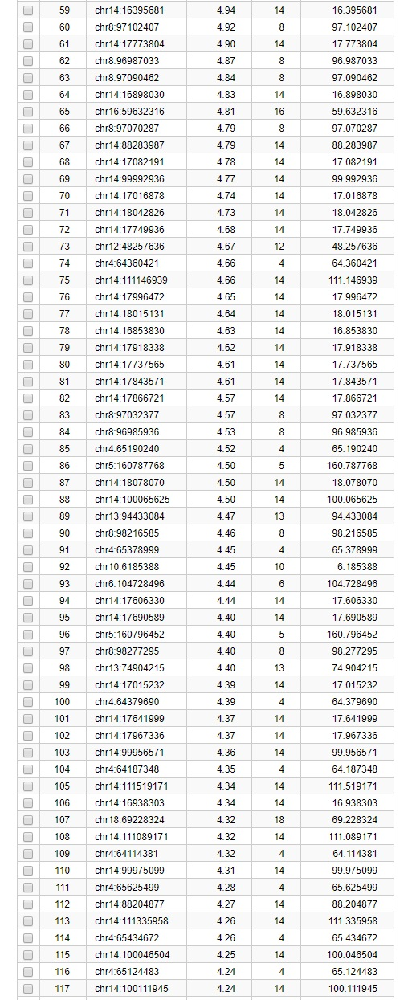 59 chr14:16395681 4.94 14 16.395681
60 chr8:97102407 4.92 8 97.102407
61 chr14:17773804 4.90 14 17.773804
62 chr8:96987033 4.87 8 96.987033
63 chr8:97090462 4.84 8 97.090462
64 chr14:16898030 4.83 14 16.898030
65 chr16:59632316 4.81 16 59.632316
66 chr8:97070287 4.79 8 97.070287
67 chr14:88283987 4.79 14 88.283987
68 chr14:17082191 4.78 14 17.082191
69 chr14:99992936 4.77 14 99.992936
70 chr14:17016878 4.74 14 17.016878
71 chr14:18042826 4.73 14 18.042826
72 chr14:17749936 4.68 14 17.749936
73 chr12:48257636 4.67 12 48.257636
74 chr4:64360421 4.66 4 64.360421
75 chr14:111146939 4.66 14 111.146939
76 chr14:17996472 4.65 14 17.996472
77 chr14:18015131 4.64 14 18.015131
78 chr14:16853830 4.63 14 16.853830
79 chr14:17918338 4.62 14 17.918338
80 chr14:17737565 4.61 14 17.737565
81 chr14:17843571 4.61 14 17.843571
82 chr14:17866721 4.57 14 17.866721
83 chr8:97032377 4.57 8 97.032377
84 chr8:96985936 4.53 8 96.985936
85 chr4:65190240 4.52 4 65.190240
86 chr5:160787768 4.50 5 160.787768
87 chr14:18078070 4.50 14 18.078070
88 chr14:100065625 4.50 14 100.065625
89 chr13:94433084 4.47 13 94.433084
90 chr8:98216585 4.46 8 98.216585
91 chr4:65378999 4.45 4 65.378999
92 chr10:6185388 4.45 10 6.185388
93 chr6:104728496 4.44 6 104.728496
94 chr14:17606330 4.44 14 17.606330
95 chr14:17690589 4.40 14 17.690589
96 chr5:160796452 4.40 5 160.796452
97 chr8:98277295 4.40 8 98.277295
98 chr13:74904215 4.40 13 74.904215
99 chr14:17015232 4.39 14 17.015232
100 chr4:64379690 4.39 4 64.379690
101 chr14:17641999 4.37 14 17.641999
102 chr14:17967336 4.37 14 17.967336
103 chr14:99956571 4.36 14 99.956571
104 chr4:64187348 4.35 4 64.187348
105 chr14:111519171 4.34 14 111.519171
106 chr14:16938303 4.34 14 16.938303
107 chr18:69228324 4.32 18 69.228324
108 chr14:111089171 4.32 14 111.089171
109 chr4:64114381 4.32 4 64.114381
110 chr14:99975099 4.31 14 99.975099
111 chr4:65625499 4.28 4 65.625499
112 chr14:88204877 4.27 14 88.204877
113 chr14:111335958 4.26 14 111.335958
114 chr4:65434672 4.26 4 65.434672
115 chr14:100046504 4.25 14 100.046504
116 chr4:65124483 4.24 4 65.124483
117 chr14:100111945 4.24 14 100.111945